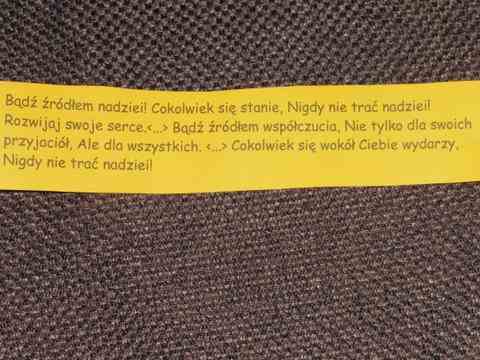 Bądź źródłem nadziei! Cokolwiek się stanie, Nigdy nie trać nadziei!
Rozwijaj swoje serce.<...> Bądź źródłem współczucia, Nie tylko dla swoich
przyjaciół, Ale dla wszystkich. <...> Cokolwiek się wokół Ciebie wydarzy,
Nigdy nie trać nadziei!